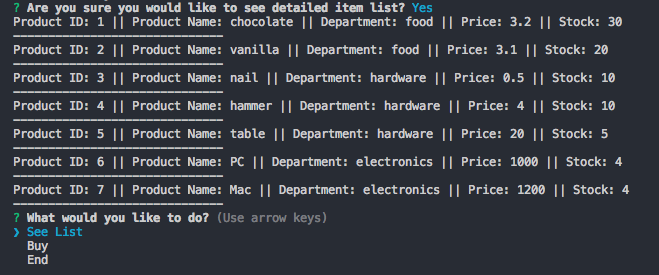 ? Are you sure you would like to see detailed item list? Yes
Product ID: 1 || Product Name: chocolate || Department: food || Price: 3.2 || Stock: 30
------------------------------
Product ID: 2 || Product Name: vanilla || Department: food || Price: 3.1 || Stock: 20
------------------------------
Product ID: 3 || Product Name: nail || Department: hardware || Price: 0.5 || Stock: 10
------------------------------
Product ID: 4 || Product Name: hammer || Department: hardware || Price: 4 || Stock: 10
------------------------------
Product ID: 5 || Product Name: table || Department: hardware || Price: 20 || Stock: 5
------------------------------
Product ID: 6 || Product Name: PC || Department: electronics || Price: 1000 || Stock: 4
------------------------------
Product ID: 7 || Product Name: Mac || Department: electronics || Price: 1200 || Stock: 4
------------------------------
? What would you like to do? (Use arrow keys)
❯ See List
Buy
End